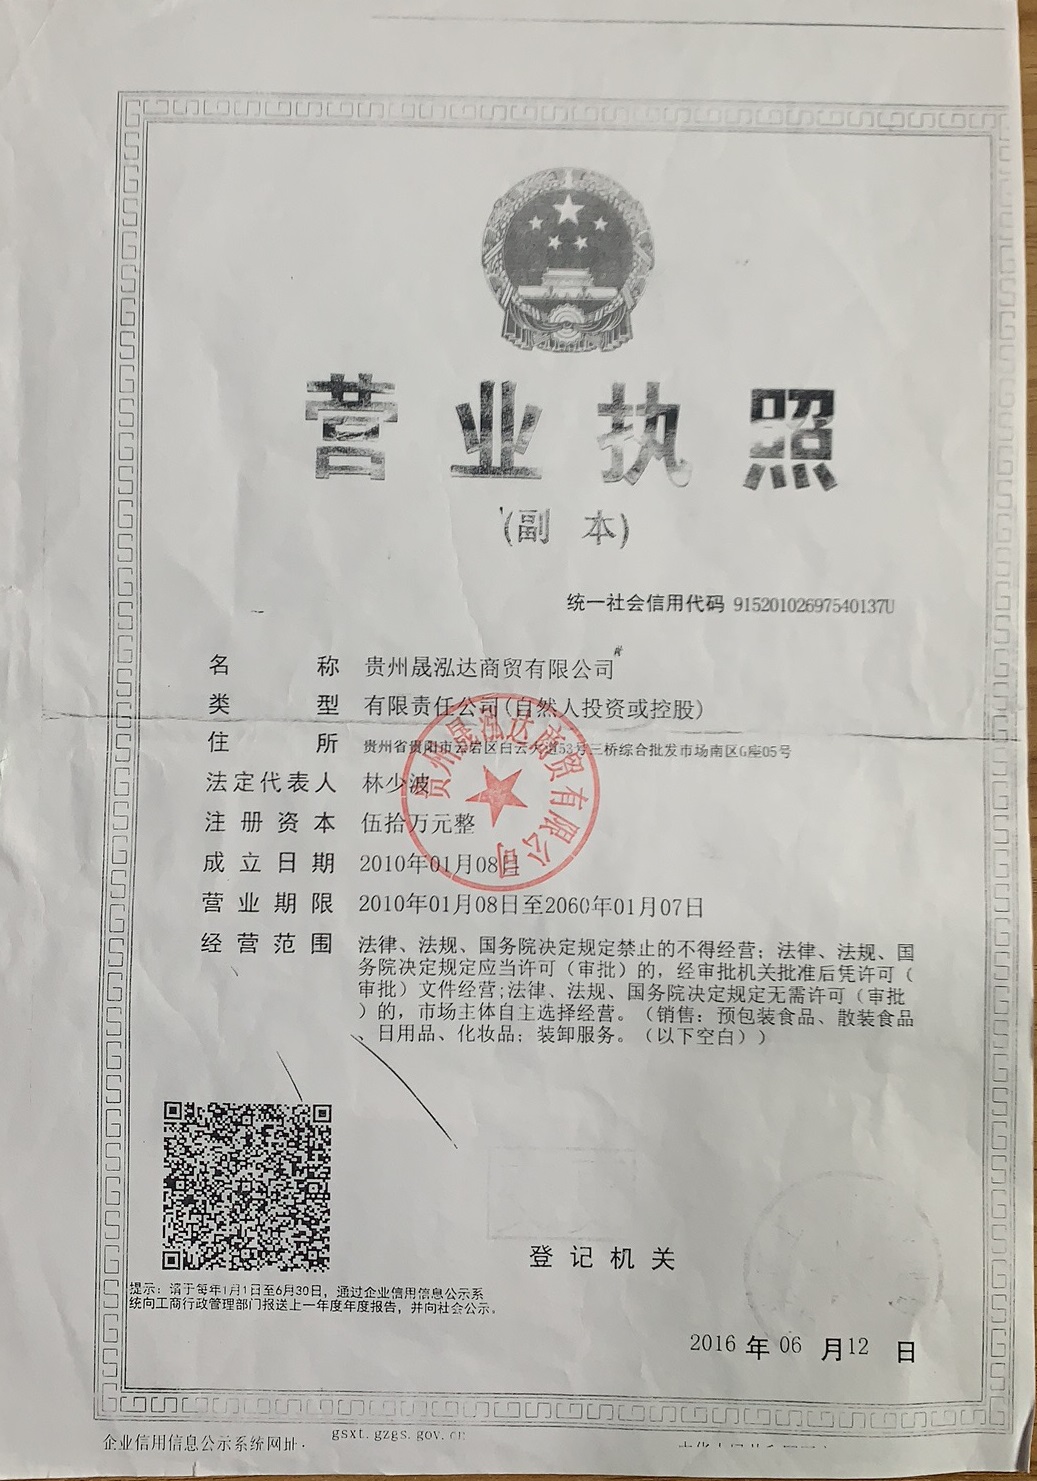 营业执照
(副 本)
统一社会信用代码 91520102697540137U
名 称 贵州晟泓达商贸有限公司
类 型 有限责任公司(自然人投资或控股)
住 所 贵州省贵阳市云岩区白云大道53号三桥综合批发市场南区G座05号
法定代表人 林少波
注册资本 伍拾万元整
成立日期 2010年01月08日
营业期限 2010年01月08日至2060年01月07日
经营范围 法律、法规、国务院决定规定禁止的不得经营；法律、法规、国
务院决定规定应当许可（审批）的，经审批机关批准后凭许可（
审批）文件经营;法律、法规、国务院决定规定无需许可（审批
）的，市场主体自主选择经营。（销售：预包装食品、散装食品
、日用品、化妆品；装卸服务。（以下空白））
贵州晟泓达商贸有限公司
登记机关
提示：请于每年1月1日至6月30日，通过企业信用信息公示系
统向工商行政管理部门报送上一年度年度报告，并向社会公示。
2016 年 06 月 12 日
企业信用信息公示系统网址： gsxt.gzgs.gov.cn